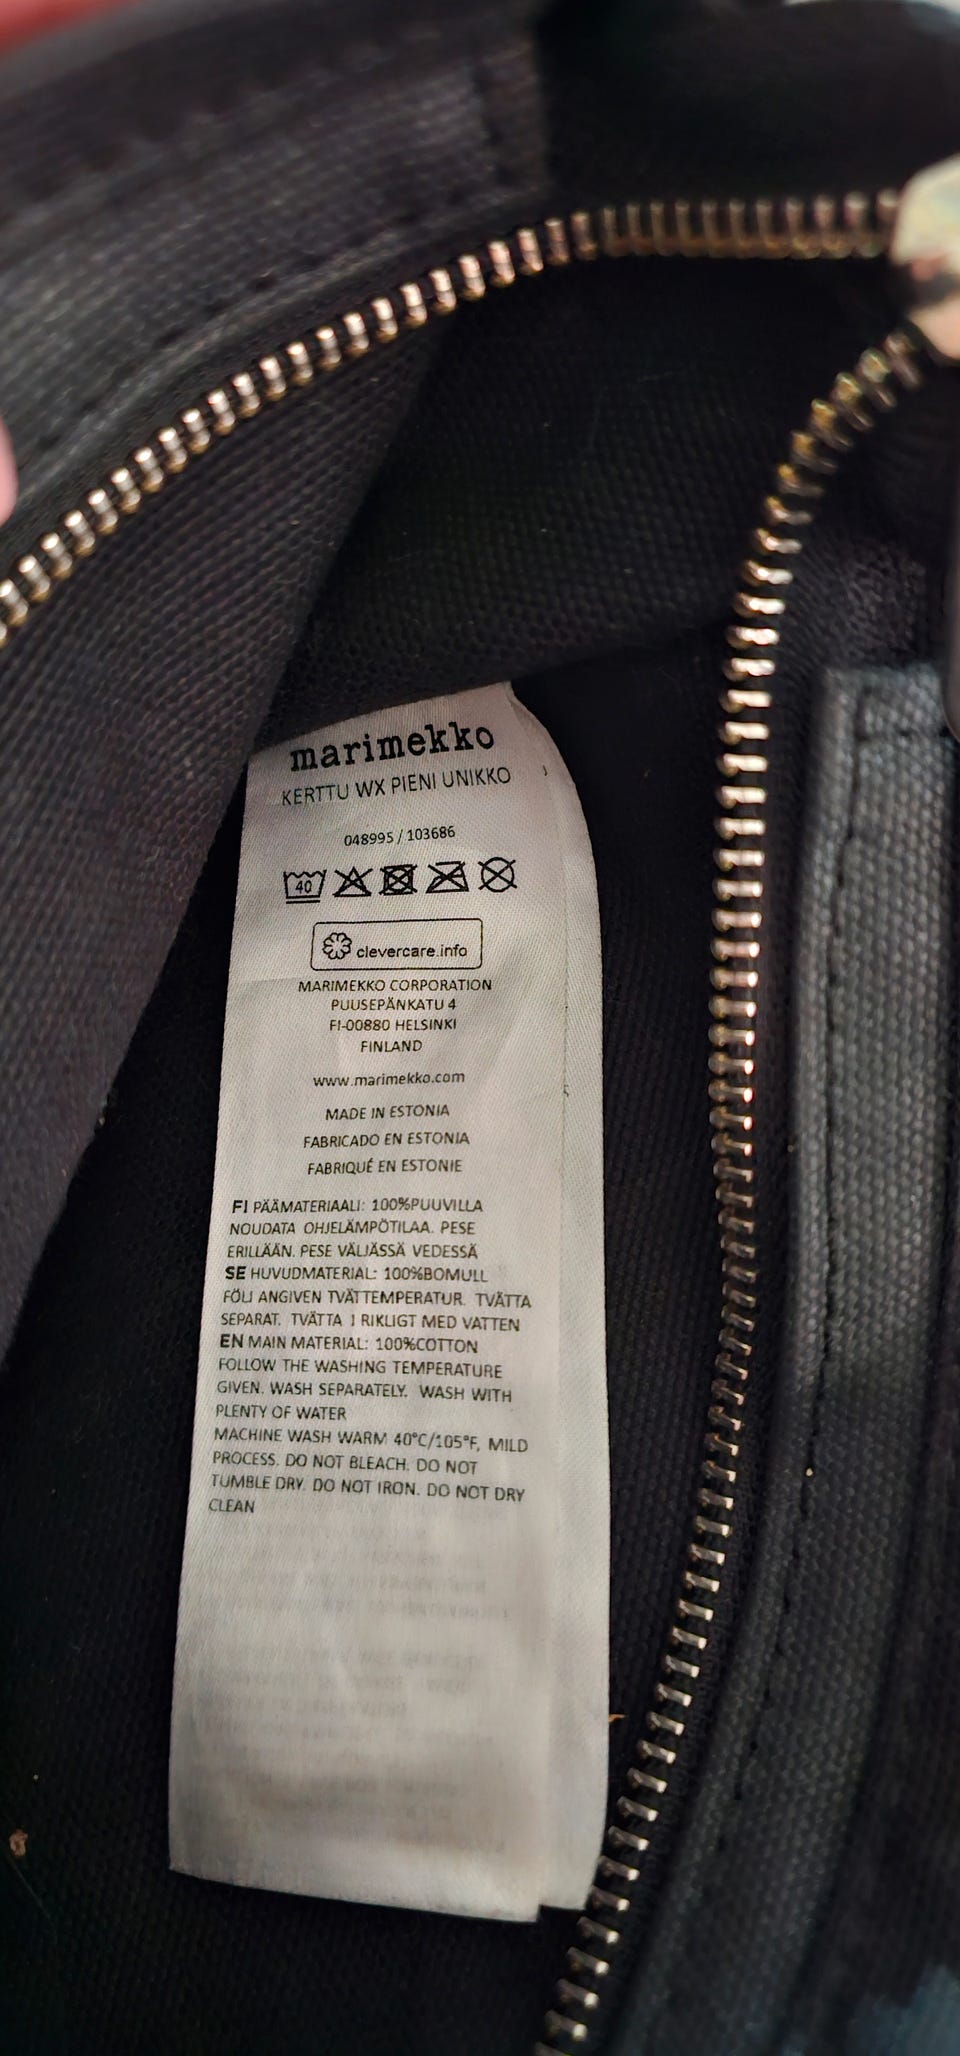 marimekko
KERTTU WX PIENI UNIKKO
048995 / 103686
40
clevercare.info
MARIMEKKO CORPORATION
PUUSEPÄNKATU 4
FI-00880 HELSINKI
FINLAND
www.marimekko.com
MADE IN ESTONIA
FABRICADO EN ESTONIA
FABRIQUÉ EN ESTONIE
FI PÄÄMATERIAALI: 100%PUUVILLA
NOUDATA OHJELÄMPÖTILAA. PESE
ERILLÄÄN. PESE VÄLJÄSSÄ VEDESSÄ
SE HUVUDMATERIAL: 100%BOMULL
FÖLJ ANGIVEN TVÄTTEMPERATUR. TVÄTTA
SEPARAT. TVÄTTA I RIKLIGT MED VATTEN
EN MAIN MATERIAL: 100%COTTON
FOLLOW THE WASHING TEMPERATURE
GIVEN. WASH SEPARATELY. WASH WITH
PLENTY OF WATER
MACHINE WASH WARM 40°C/105°F, MILD
PROCESS. DO NOT BLEACH. DO NOT
TUMBLE DRY. DO NOT IRON. DO NOT DRY
CLEAN